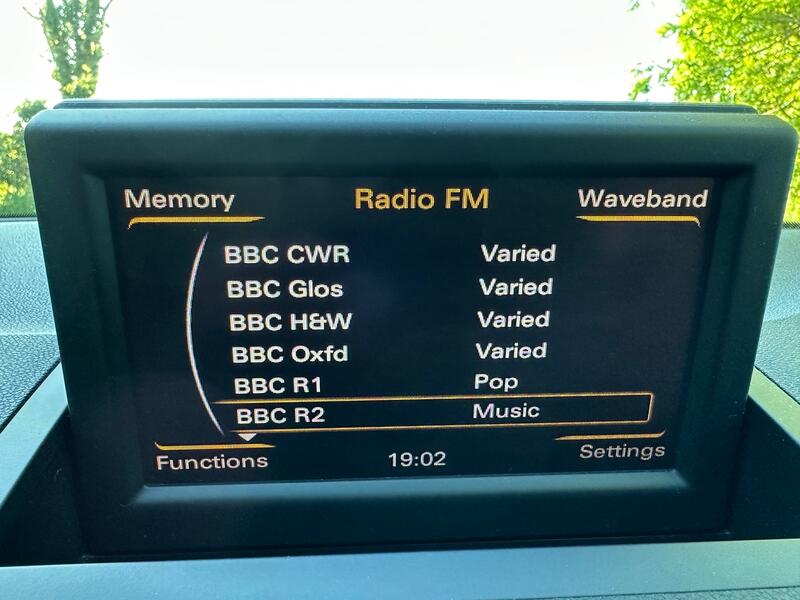 Memory Radio FM Waveband
BBC CWR Varied
BBC Glos Varied
BBC H&W Varied
BBC Oxfd Varied
BBC R1 Pop
BBC R2 Music
Functions 19:02 Settings